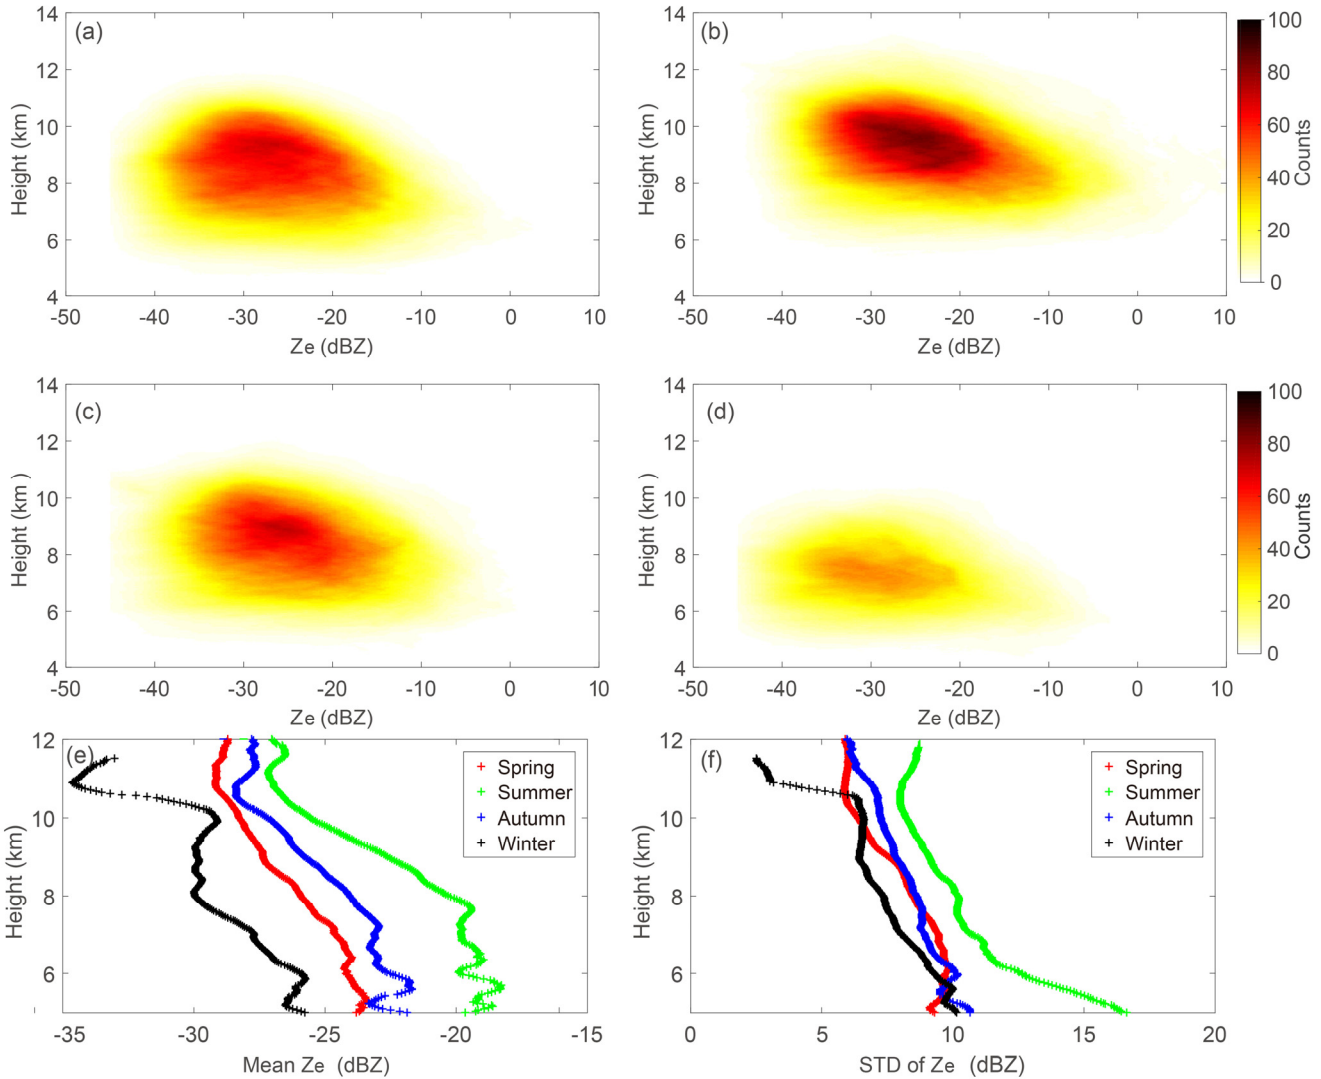 (a)
14
12
10
8
6
4
Height (km )
-50 -40 -30 -20 -10 0 10
Ze (dBZ)
(b)
14
12
10
8
6
4
Height (km )
-50 -40 -30 -20 -10 0 10
Ze (dBZ)
100
80
60
40
20
0
Counts
(c)
14
12
10
8
6
4
Height (km )
-50 -40 -30 -20 -10 0 10
Ze (dBZ)
(d)
14
12
10
8
6
4
Height (km )
-50 -40 -30 -20 -10 0 10
Ze (dBZ)
100
80
60
40
20
0
Counts
(e)
12
10
8
6
Height (km)
Spring
Summer
Autumn
Winter
-35 -30 -25 -20 -15
Mean Ze (dBZ)
(f)
12
10
8
6
Height (km)
Spring
Summer
Autumn
Winter
0 5 10 15 20
STD of Ze (dBZ)